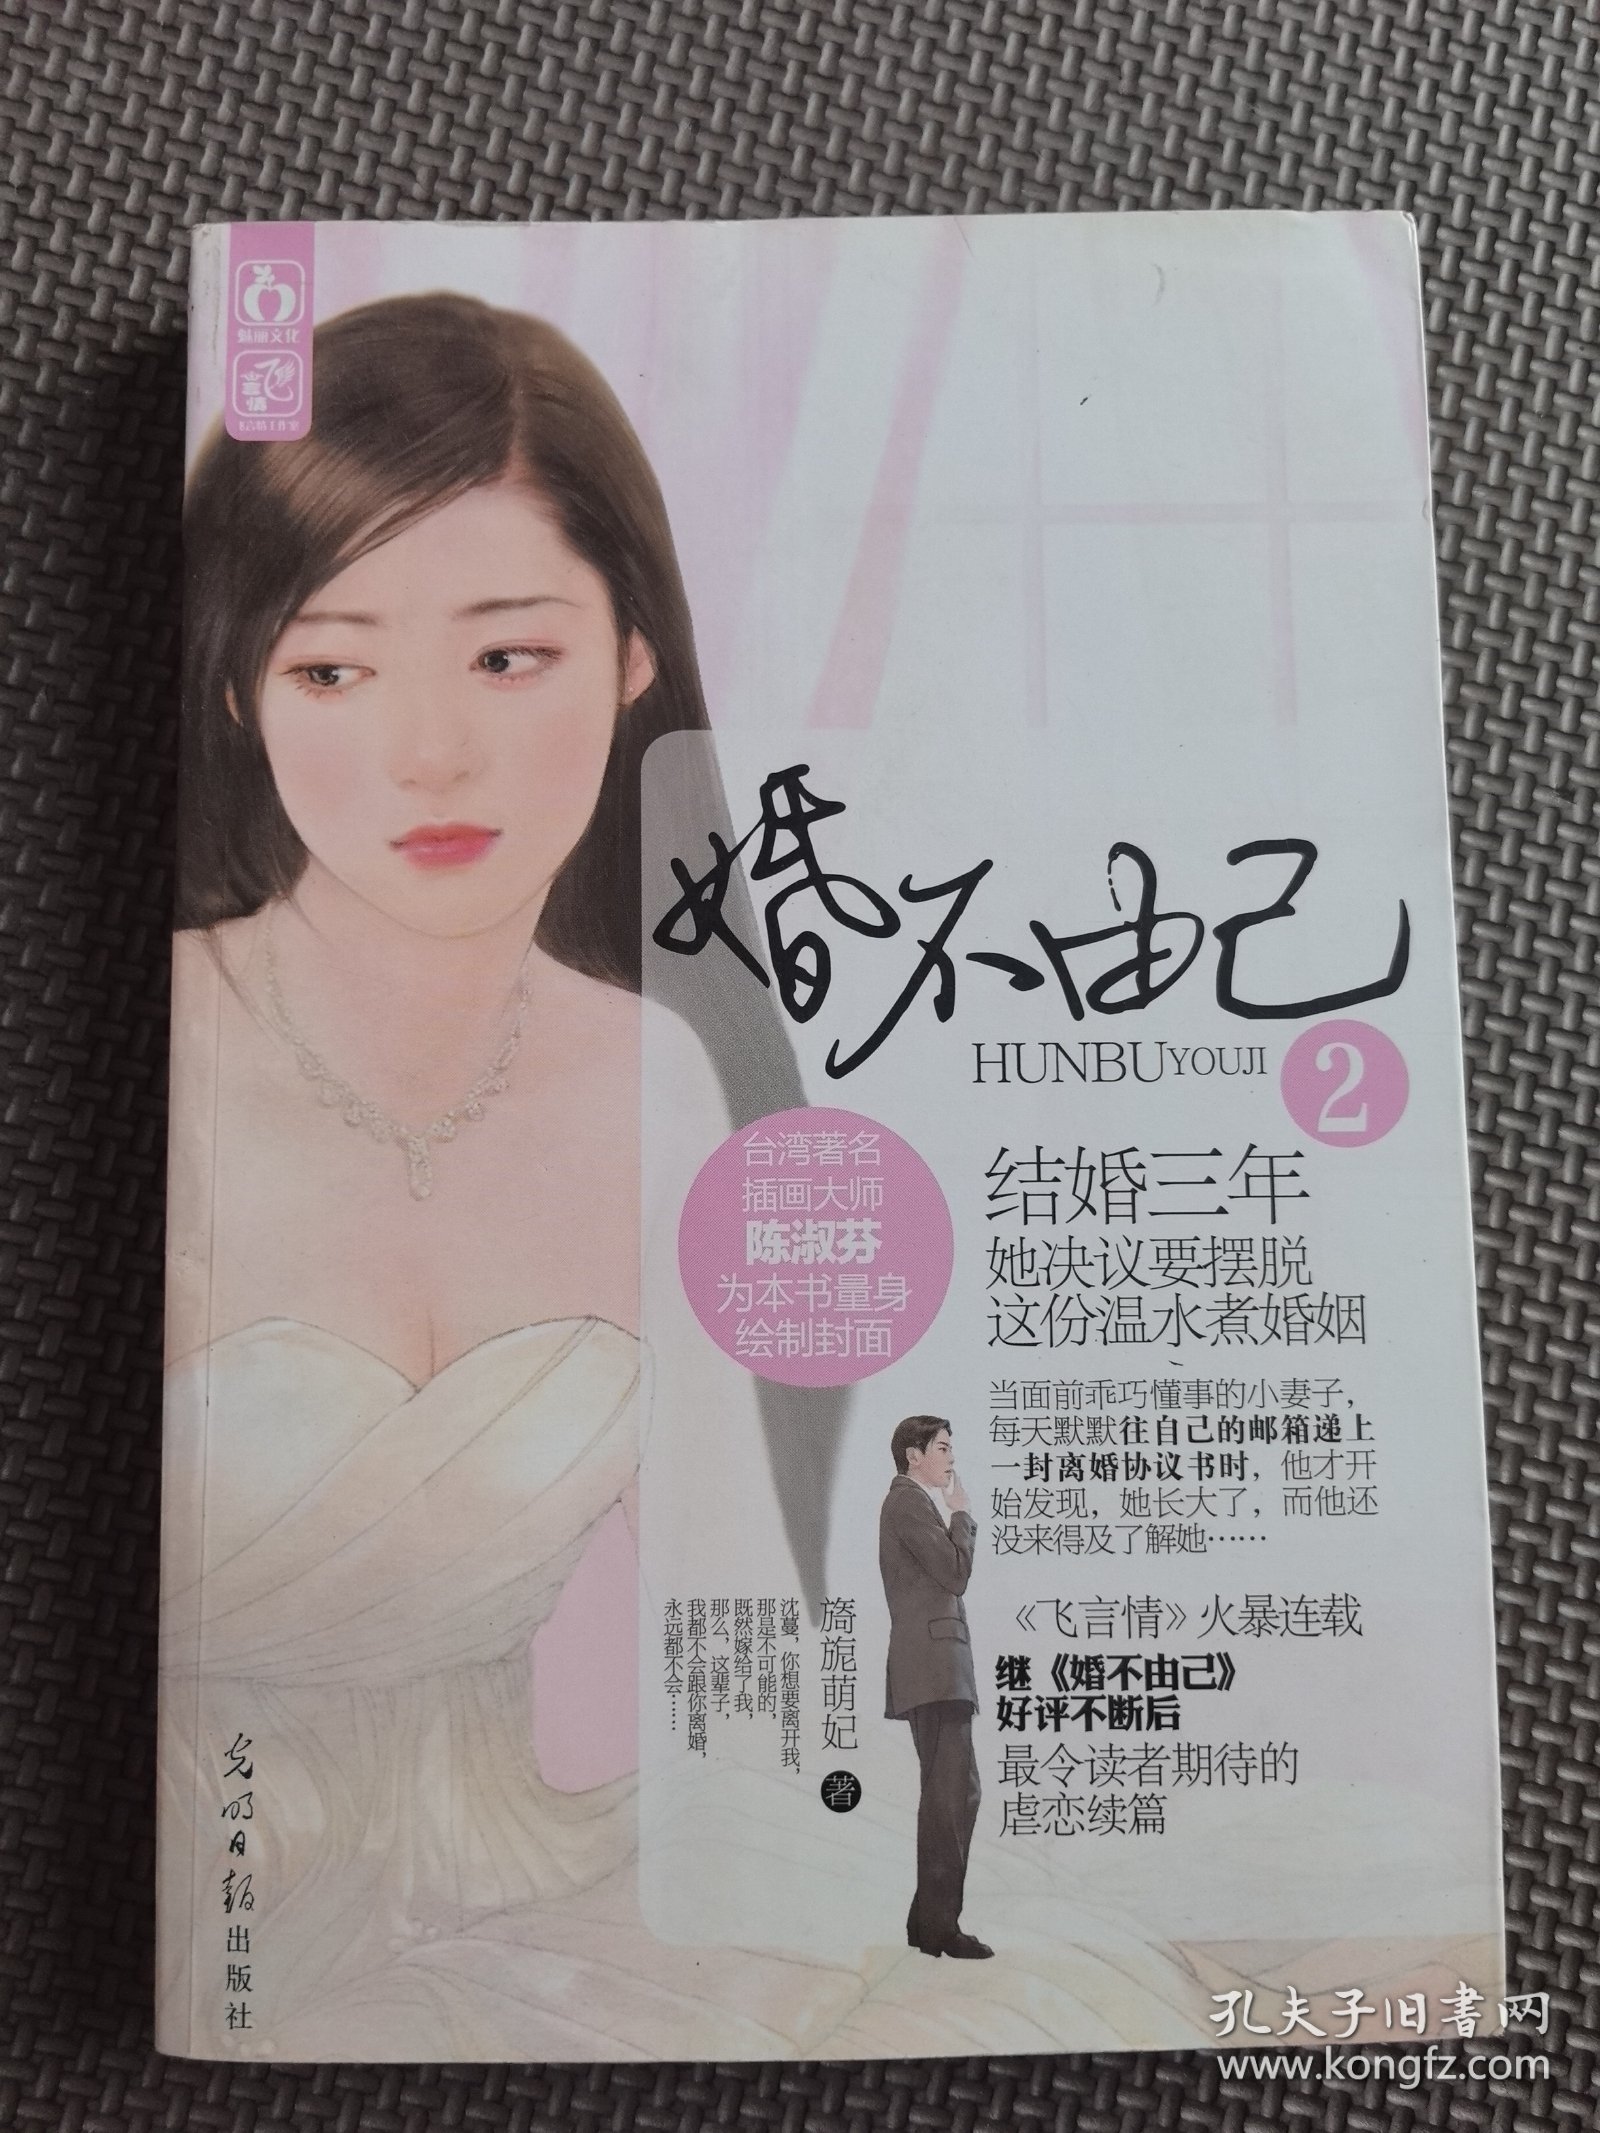 魅丽文化
飞言情
飞言情工作室
婚不由己
HUNBUYOUJI
2
台湾著名
插画大师
陈淑芬
为本书量身
绘制封面
结婚三年
她决议要摆脱
这份温水煮婚姻
当面前乖巧懂事的小妻子，
每天默默往自己的邮箱递上
一封离婚协议书时，他才开
始发现，她长大了，而他还
没来得及了解她……
《飞言情》火暴连载
继《婚不由己》
好评不断后
最令读者期待的
虐恋续篇
旖旎萌妃 著
沈蔓，你想要离开我，
那是不可能的，
既然嫁给了我，
那么，这辈子，
我都不会跟你离婚，
永远都不会……
光明日报出版社
孔夫子旧书网
www.kongfz.com